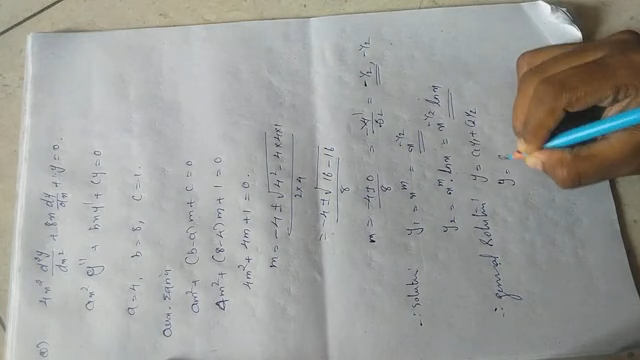 4x² d²y/dx² + 8x dy/dx + y = 0.
ax² y'' + bxy' + cy = 0
a = 4, b = 8, c = 1.
am² + (b-a)m + c = 0
4m² + (8-4)m + 1 = 0
4m² + 4m + 1 = 0.
m = -4 ± √4² - 4×4×1 / 2×4
= -4 ± √16 - 16 / 8
m = -4 ± 0 / 8 = -4/8 = -1/2, -1/2
∴ solution y₁ = x^m = x^-1/2
y₂ = x^m ln x = x^-1/2 ln x
∴ general solution y = c₁y₁ + c₂y₂
y =